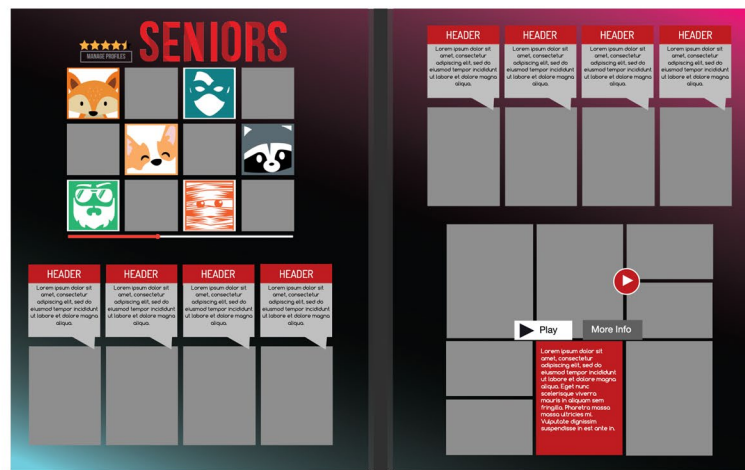 SENIORS
MANAGE PROFILES
HEADER
Lorem ipsum dolor sit
amet, consectetur
adipiscing elit, sed do
eiusmod tempor incididunt
ut labore et dolore magna
aliqua.
HEADER
Lorem ipsum dolor sit
amet, consectetur
adipiscing elit, sed do
eiusmod tempor incididunt
ut labore et dolore magna
aliqua.
HEADER
Lorem ipsum dolor sit
amet, consectetur
adipiscing elit, sed do
eiusmod tempor incididunt
ut labore et dolore magna
aliqua.
HEADER
Lorem ipsum dolor sit
amet, consectetur
adipiscing elit, sed do
eiusmod tempor incididunt
ut labore et dolore magna
aliqua.
HEADER
Lorem ipsum dolor sit
amet, consectetur
adipiscing elit, sed do
eiusmod tempor incididunt
ut labore et dolore magna
aliqua.
HEADER
Lorem ipsum dolor sit
amet, consectetur
adipiscing elit, sed do
eiusmod tempor incididunt
ut labore et dolore magna
aliqua.
HEADER
Lorem ipsum dolor sit
amet, consectetur
adipiscing elit, sed do
eiusmod tempor incididunt
ut labore et dolore magna
aliqua.
HEADER
Lorem ipsum dolor sit
amet, consectetur
adipiscing elit, sed do
eiusmod tempor incididunt
ut labore et dolore magna
aliqua.
Play
More Info
Lorem ipsum dolor sit
amet, consectetur
adipiscing elit, sed do
eiusmod tempor incididunt
ut labore et dolore magna
aliqua. Eget nunc
scelerisque viverra
mauris in aliquam sem
fringilla. Pharetra massa
massa ultricies mi.
Vulputate dignissim
suspendisse in est ante in.